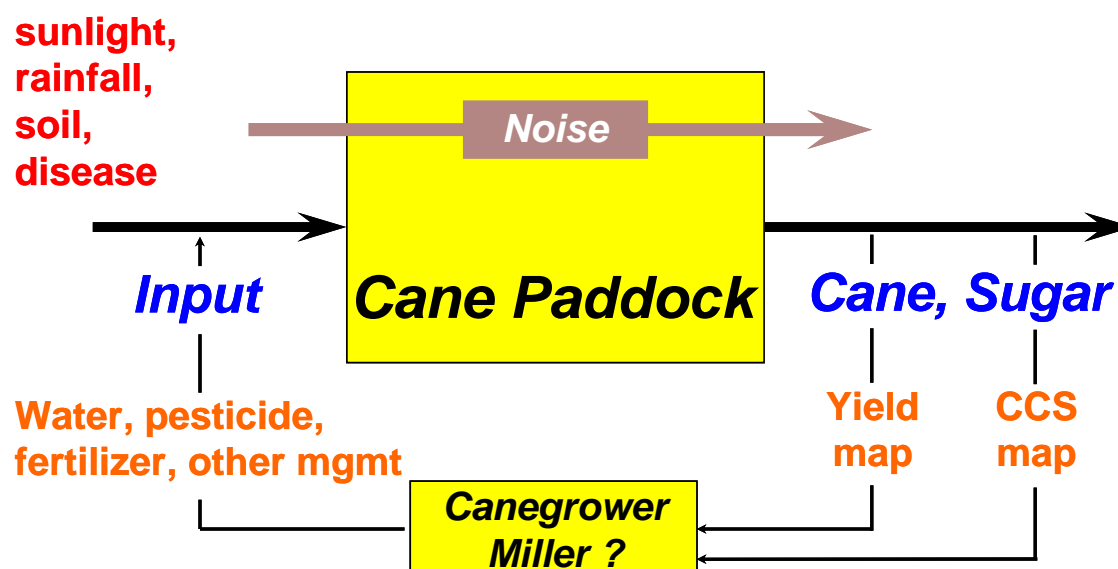 sunlight,
rainfall,
soil,
disease
Noise
Input
Cane Paddock
Cane, Sugar
Water, pesticide,
fertilizer, other mgmt
Yield
map
CCS
map
Canegrower
Miller ?